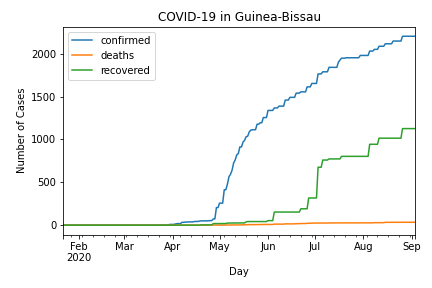 COVID-19 in Guinea-Bissau
confirmed
deaths
recovered
Number of Cases
2000
1500
1000
500
0
Feb Mar Apr May Jun Jul Aug Sep
2020
Day